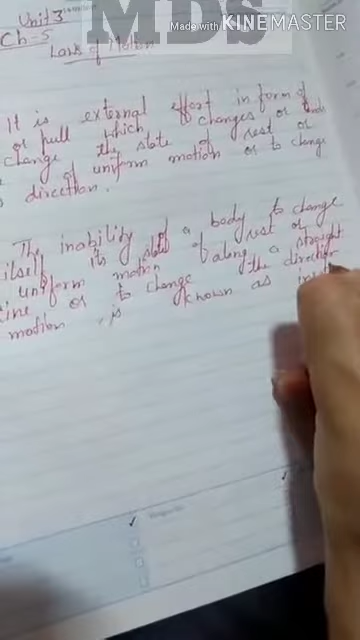 MDS
Made with KINEMASTER
Unit 3
Ch-5
Laws of Motion
It is external effort in form of
or pull which changes or tends
change the state of rest or
of uniform motion or to change
direction.
The inability of a body to change
itself its state of rest or
uniform motion along a straight
line or to change the direction
motion, is known as